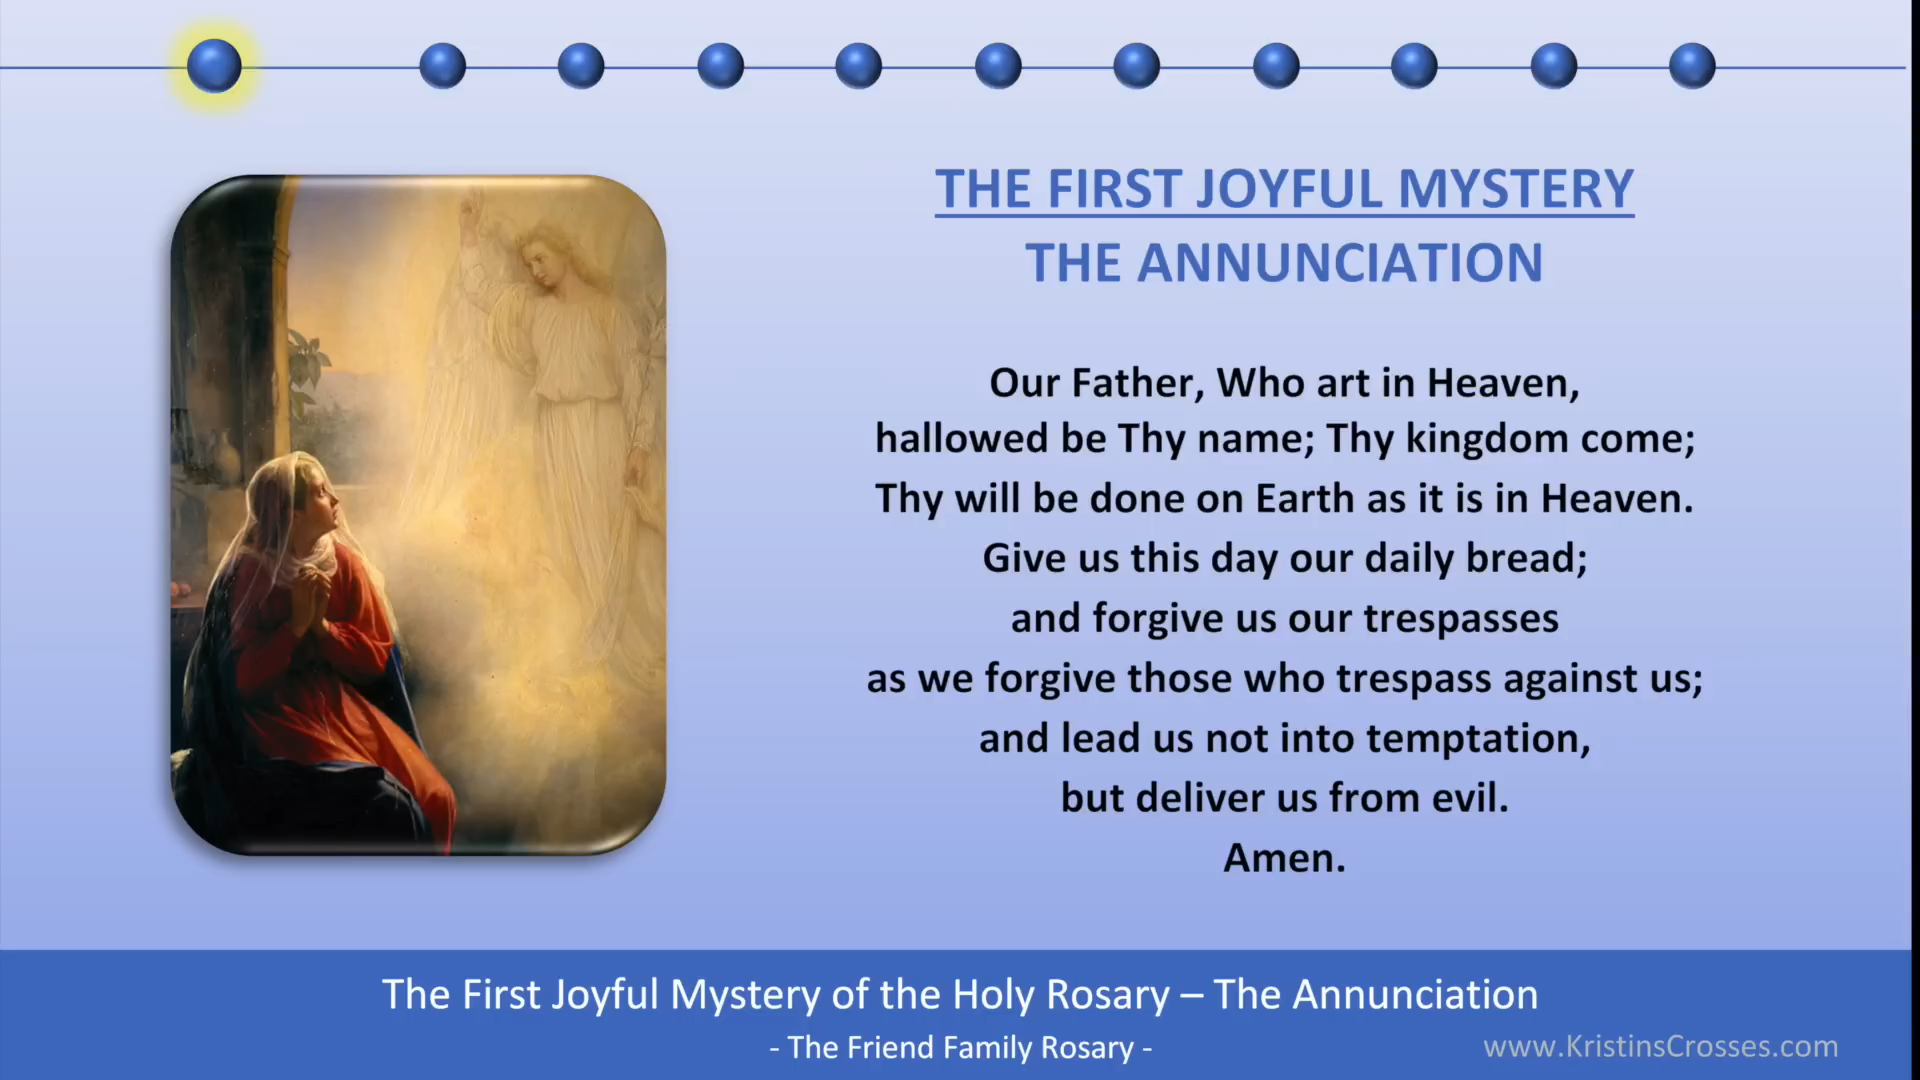 THE FIRST JOYFUL MYSTERY
THE ANNUNCIATION
Our Father, Who art in Heaven,
hallowed be Thy name; Thy kingdom come;
Thy will be done on Earth as it is in Heaven.
Give us this day our daily bread;
and forgive us our trespasses
as we forgive those who trespass against us;
and lead us not into temptation,
but deliver us from evil.
Amen.
The First Joyful Mystery of the Holy Rosary – The Annunciation
- The Friend Family Rosary -
www.KristinsCrosses.com